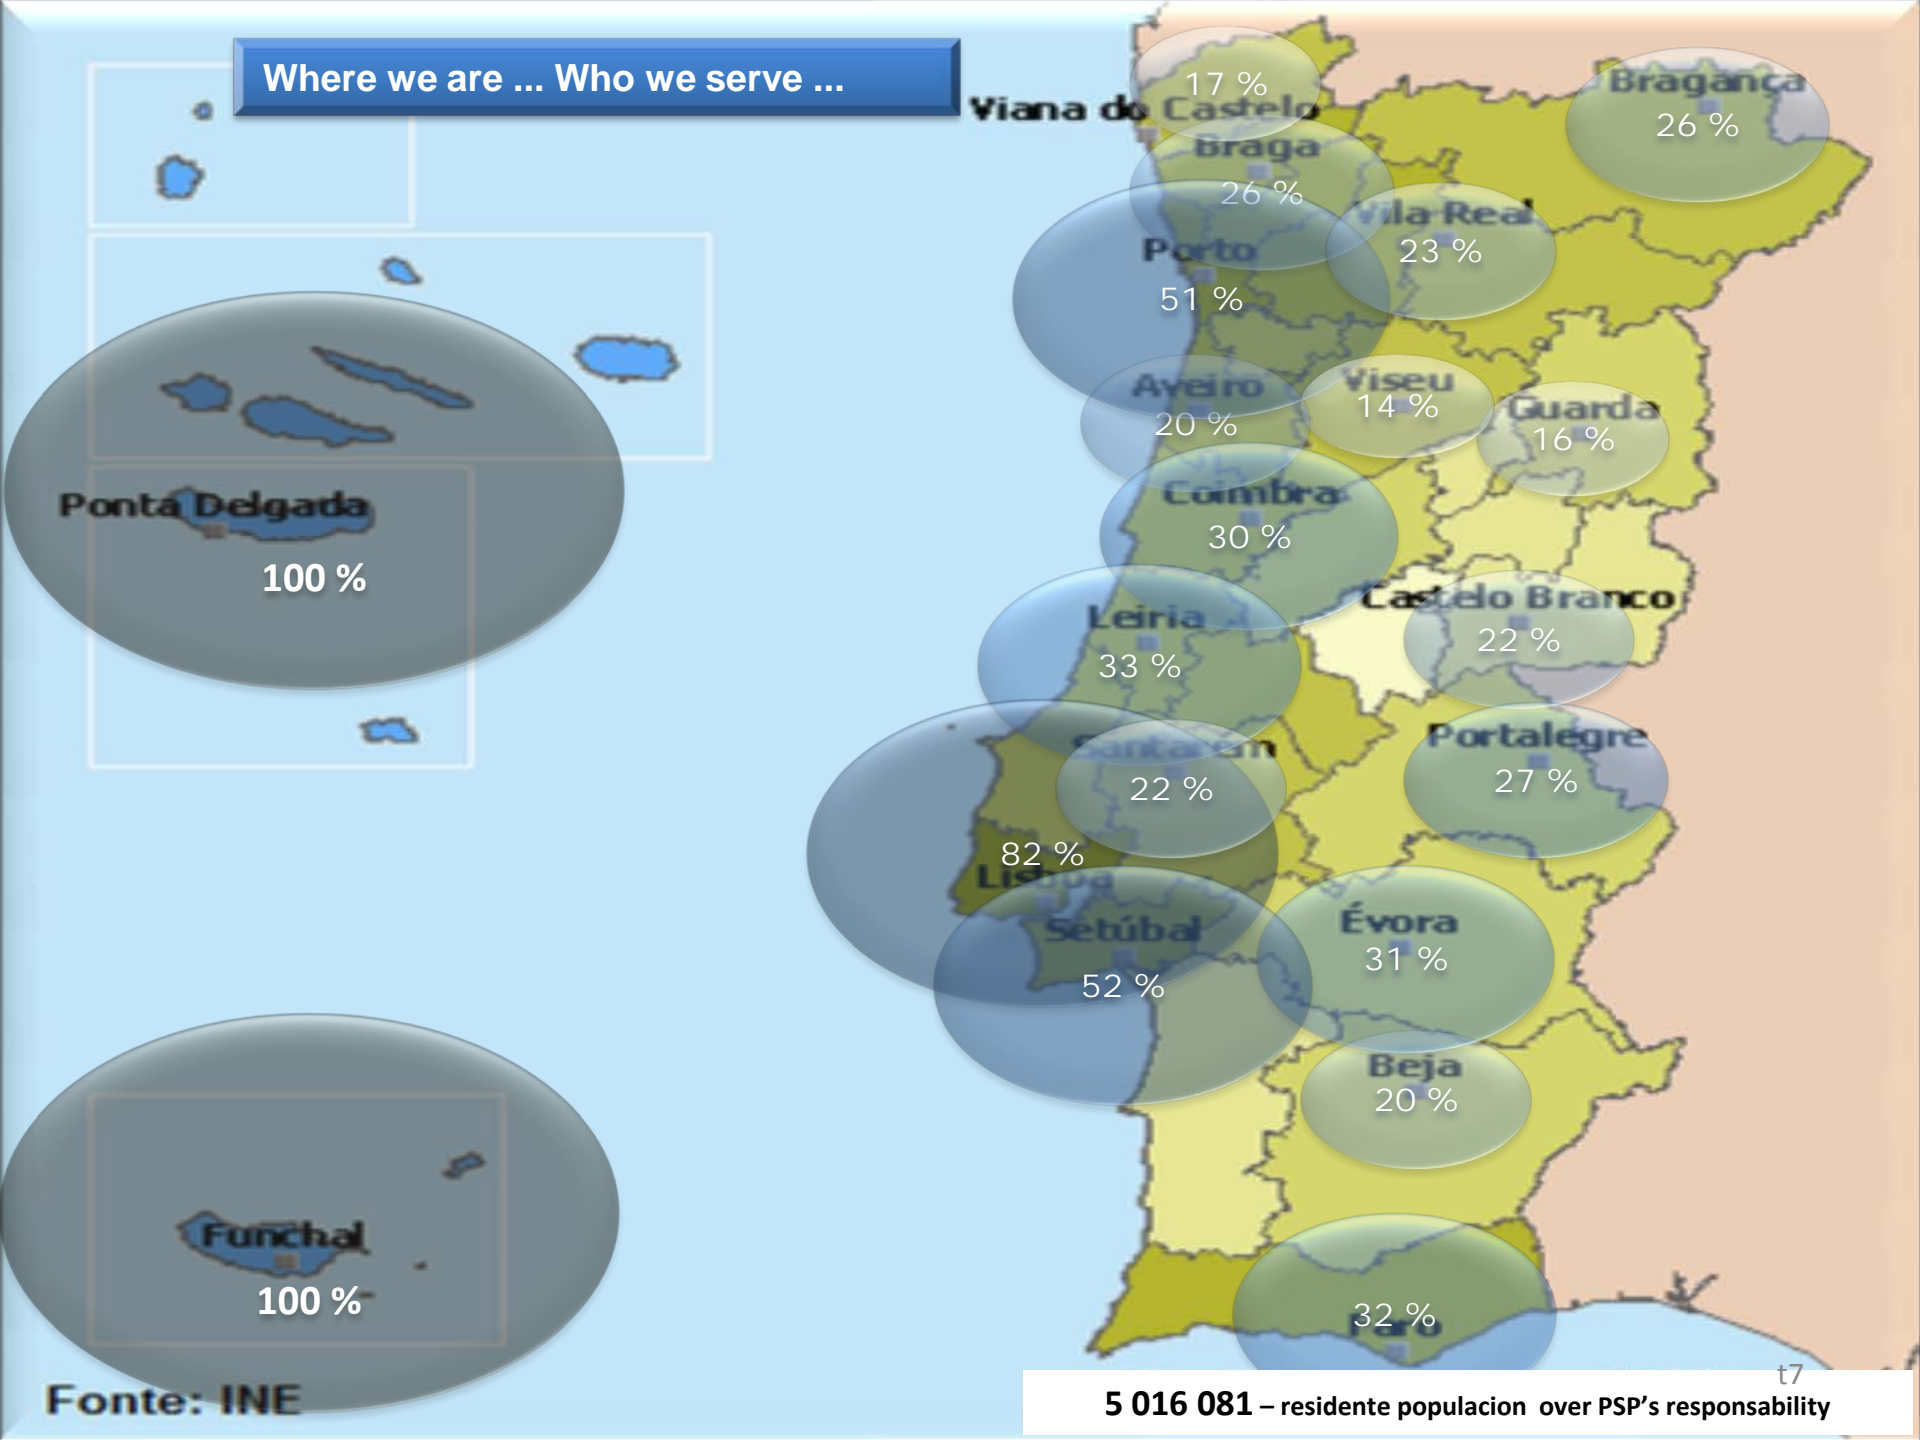 Where we are ... Who we serve ...
17 %
Viana do Castelo
Bragança
26 %
Braga
26 %
Vila Real
23 %
Porto
51 %
Aveiro
20 %
Viseu
14 %
Guarda
16 %
Coimbra
30 %
Ponta Delgada
100 %
Castelo Branco
22 %
Leiria
33 %
Santarém
22 %
Portalegre
27 %
82 %
Lisboa
Setúbal
52 %
Évora
31 %
Beja
20 %
Funchal
100 %
32 %
Faro
Fonte: INE
t7
5 016 081 – residente populacion over PSP's responsability